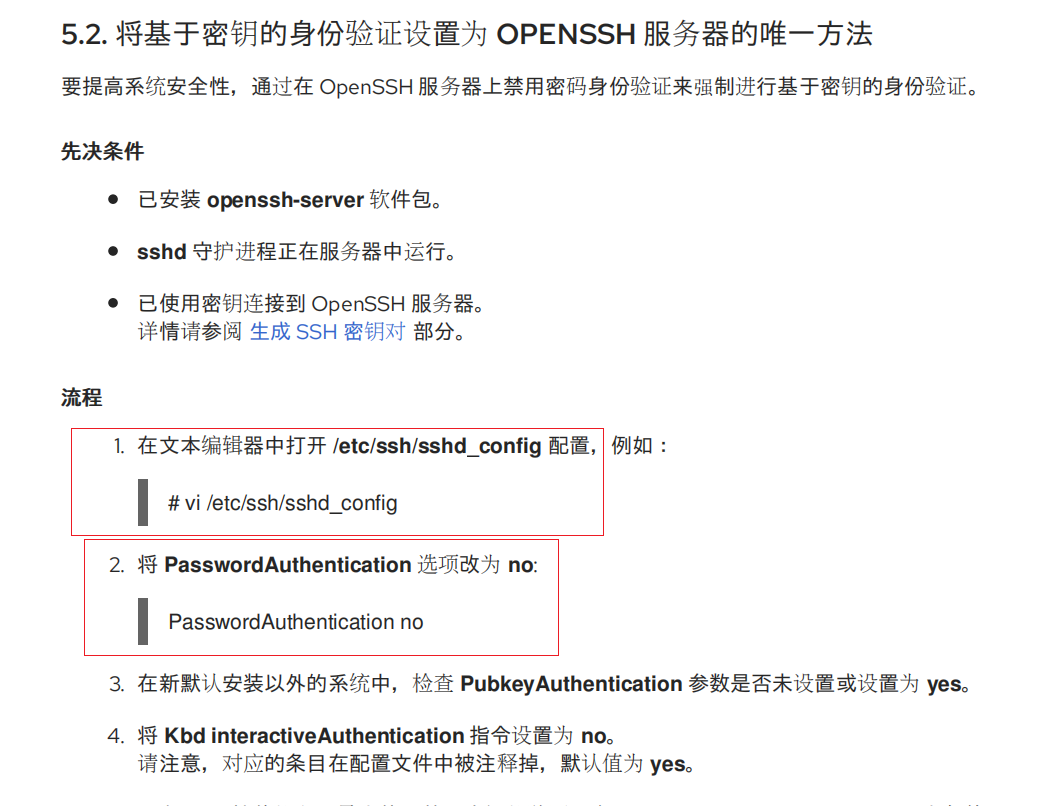 5.2. 将基于密钥的身份验证设置为 OPENSSH 服务器的唯一方法
要提高系统安全性，通过在 OpenSSH 服务器上禁用密码身份验证来强制进行基于密钥的身份验证。
先决条件
● 已安装 openssh-server 软件包。
● sshd 守护进程正在服务器中运行。
● 已使用密钥连接到 OpenSSH 服务器。
详情请参阅 生成 SSH 密钥对 部分。
流程
1. 在文本编辑器中打开 /etc/ssh/sshd_config 配置，例如：
# vi /etc/ssh/sshd_config
2. 将 PasswordAuthentication 选项改为 no:
PasswordAuthentication no
3. 在新默认安装以外的系统中，检查 PubkeyAuthentication 参数是否未设置或设置为 yes。
4. 将 Kbd interactiveAuthentication 指令设置为 no。
请注意，对应的条目在配置文件中被注释掉，默认值为 yes。